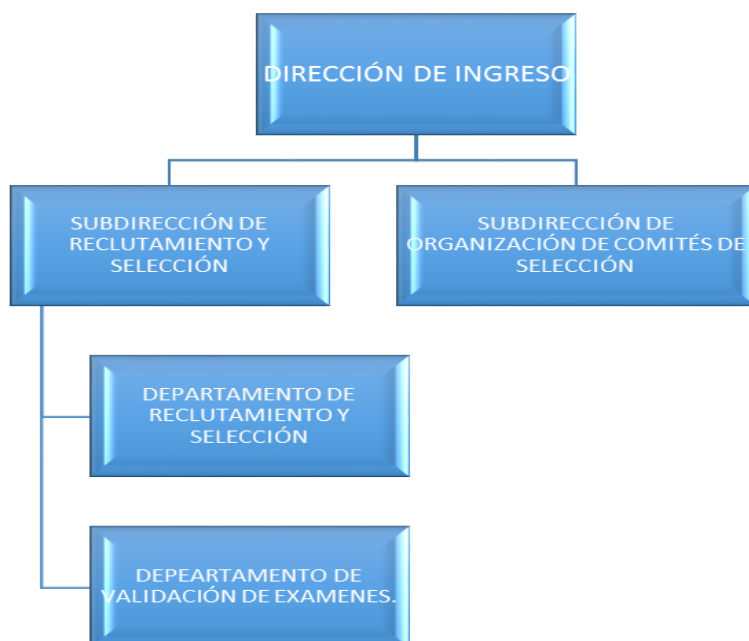 DIRECCIÓN DE INGRESO
SUBDIRECCIÓN DE
RECLUTAMIENTO Y
SELECCIÓN
SUBDIRECCIÓN DE
ORGANIZACIÓN DE COMITÉS DE
SELECCIÓN
DEPARTAMENTO DE
RECLUTAMIENTO Y
SELECCIÓN
DEPEARTAMENTO DE
VALIDACIÓN DE EXAMENES.